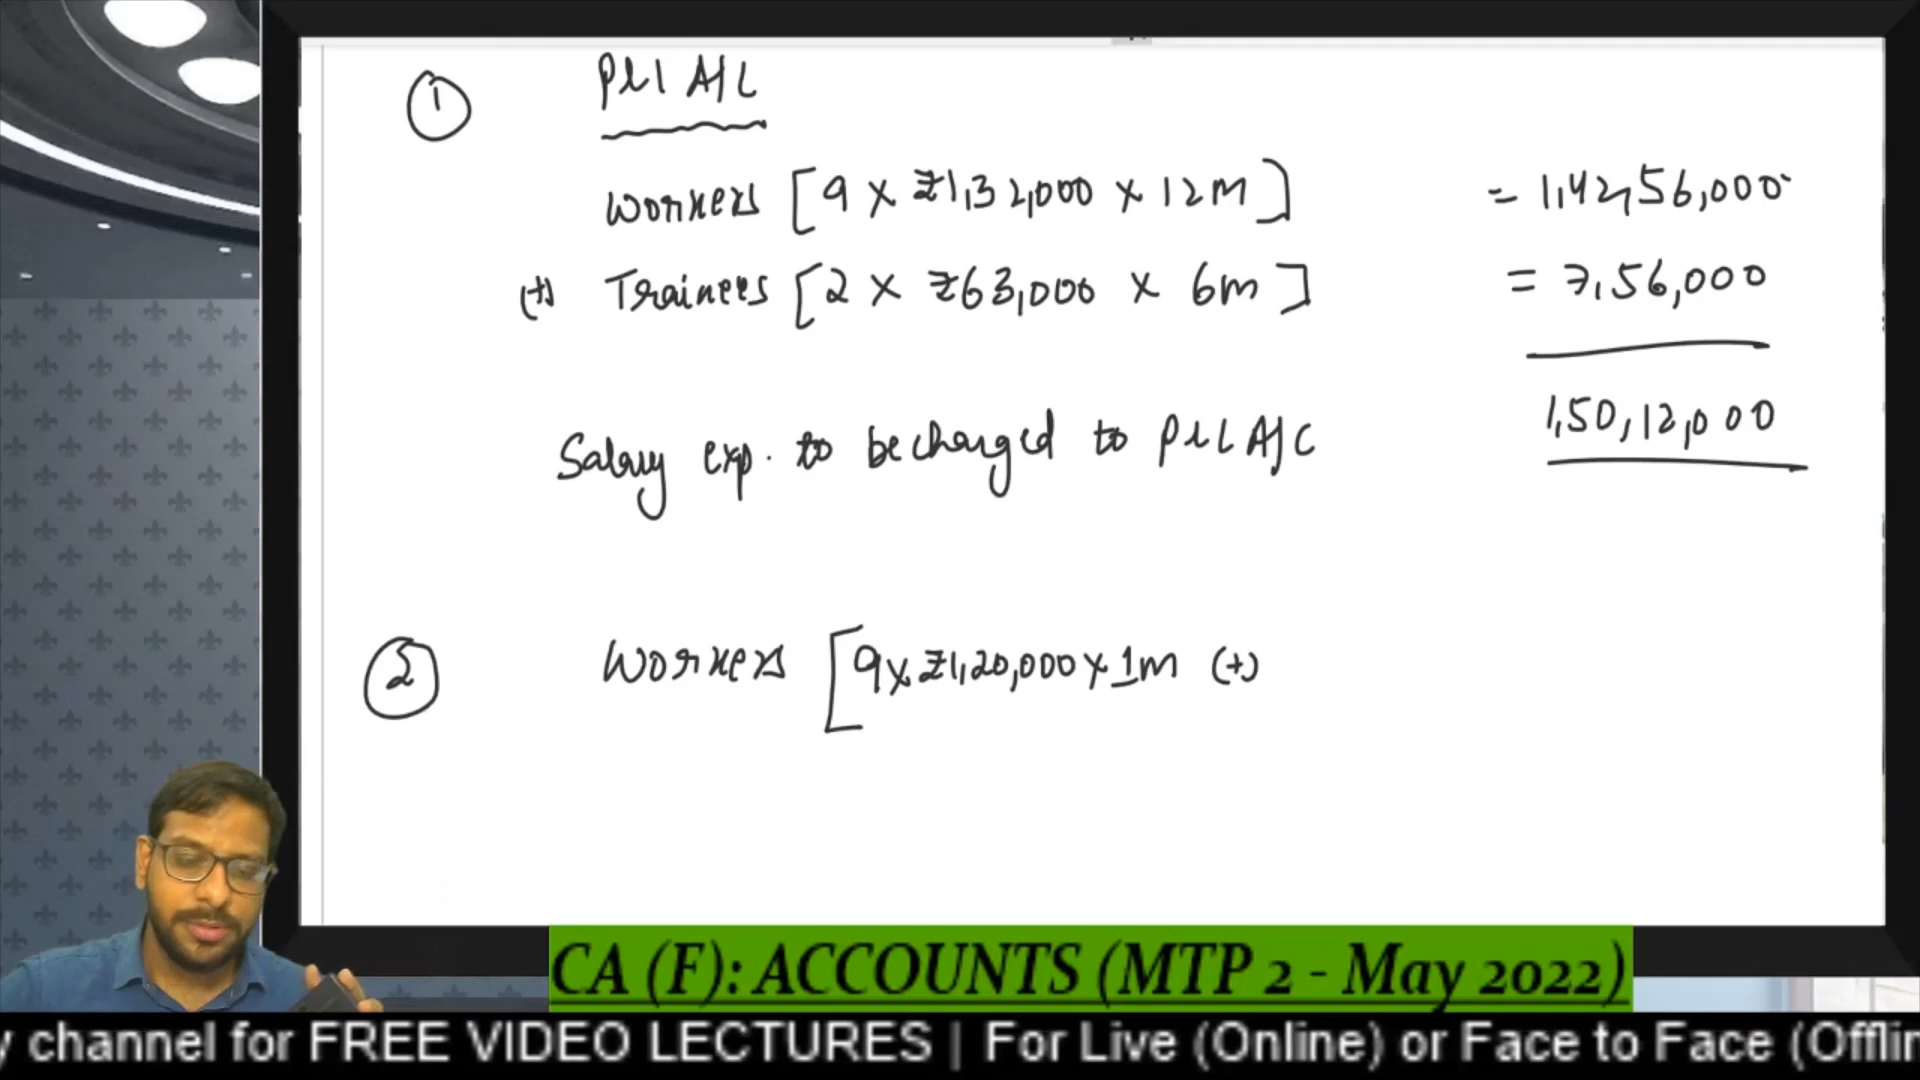 ① P&L A/C
Workers [9 x ₹1,32,000 x 12m] = 1,42,56,000
(+) Trainees [2 x ₹63,000 x 6m] = 7,56,000
1,50,12,000
Salary exp. to be charged to P&L A/C
② Workers [9x ₹1,20,000 x 1m (+)
CA (F): ACCOUNTS (MTP 2 - May 2022)
y channel for FREE VIDEO LECTURES | For Live (Online) or Face to Face (Offlin